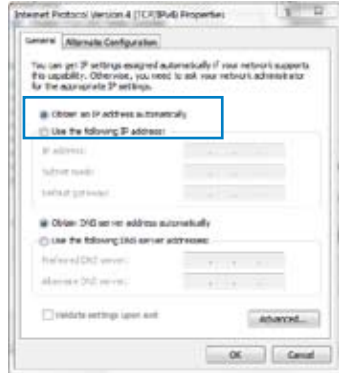 Internet Protocol Version 4 (TCP/IPv4) Properties
General
Alternate Configuration
You can get IP settings assigned automatically if your network supports
this capability. Otherwise, you need to ask your network administrator
for the appropriate IP settings.
Obtain an IP address automatically
Use the following IP address:
IP address:
Subnet mask:
Default gateway:
Obtain DNS server address automatically
Use the following DNS server addresses:
Preferred DNS server:
Alternate DNS server:
Validate settings upon exit
Advanced...
OK
Cancel